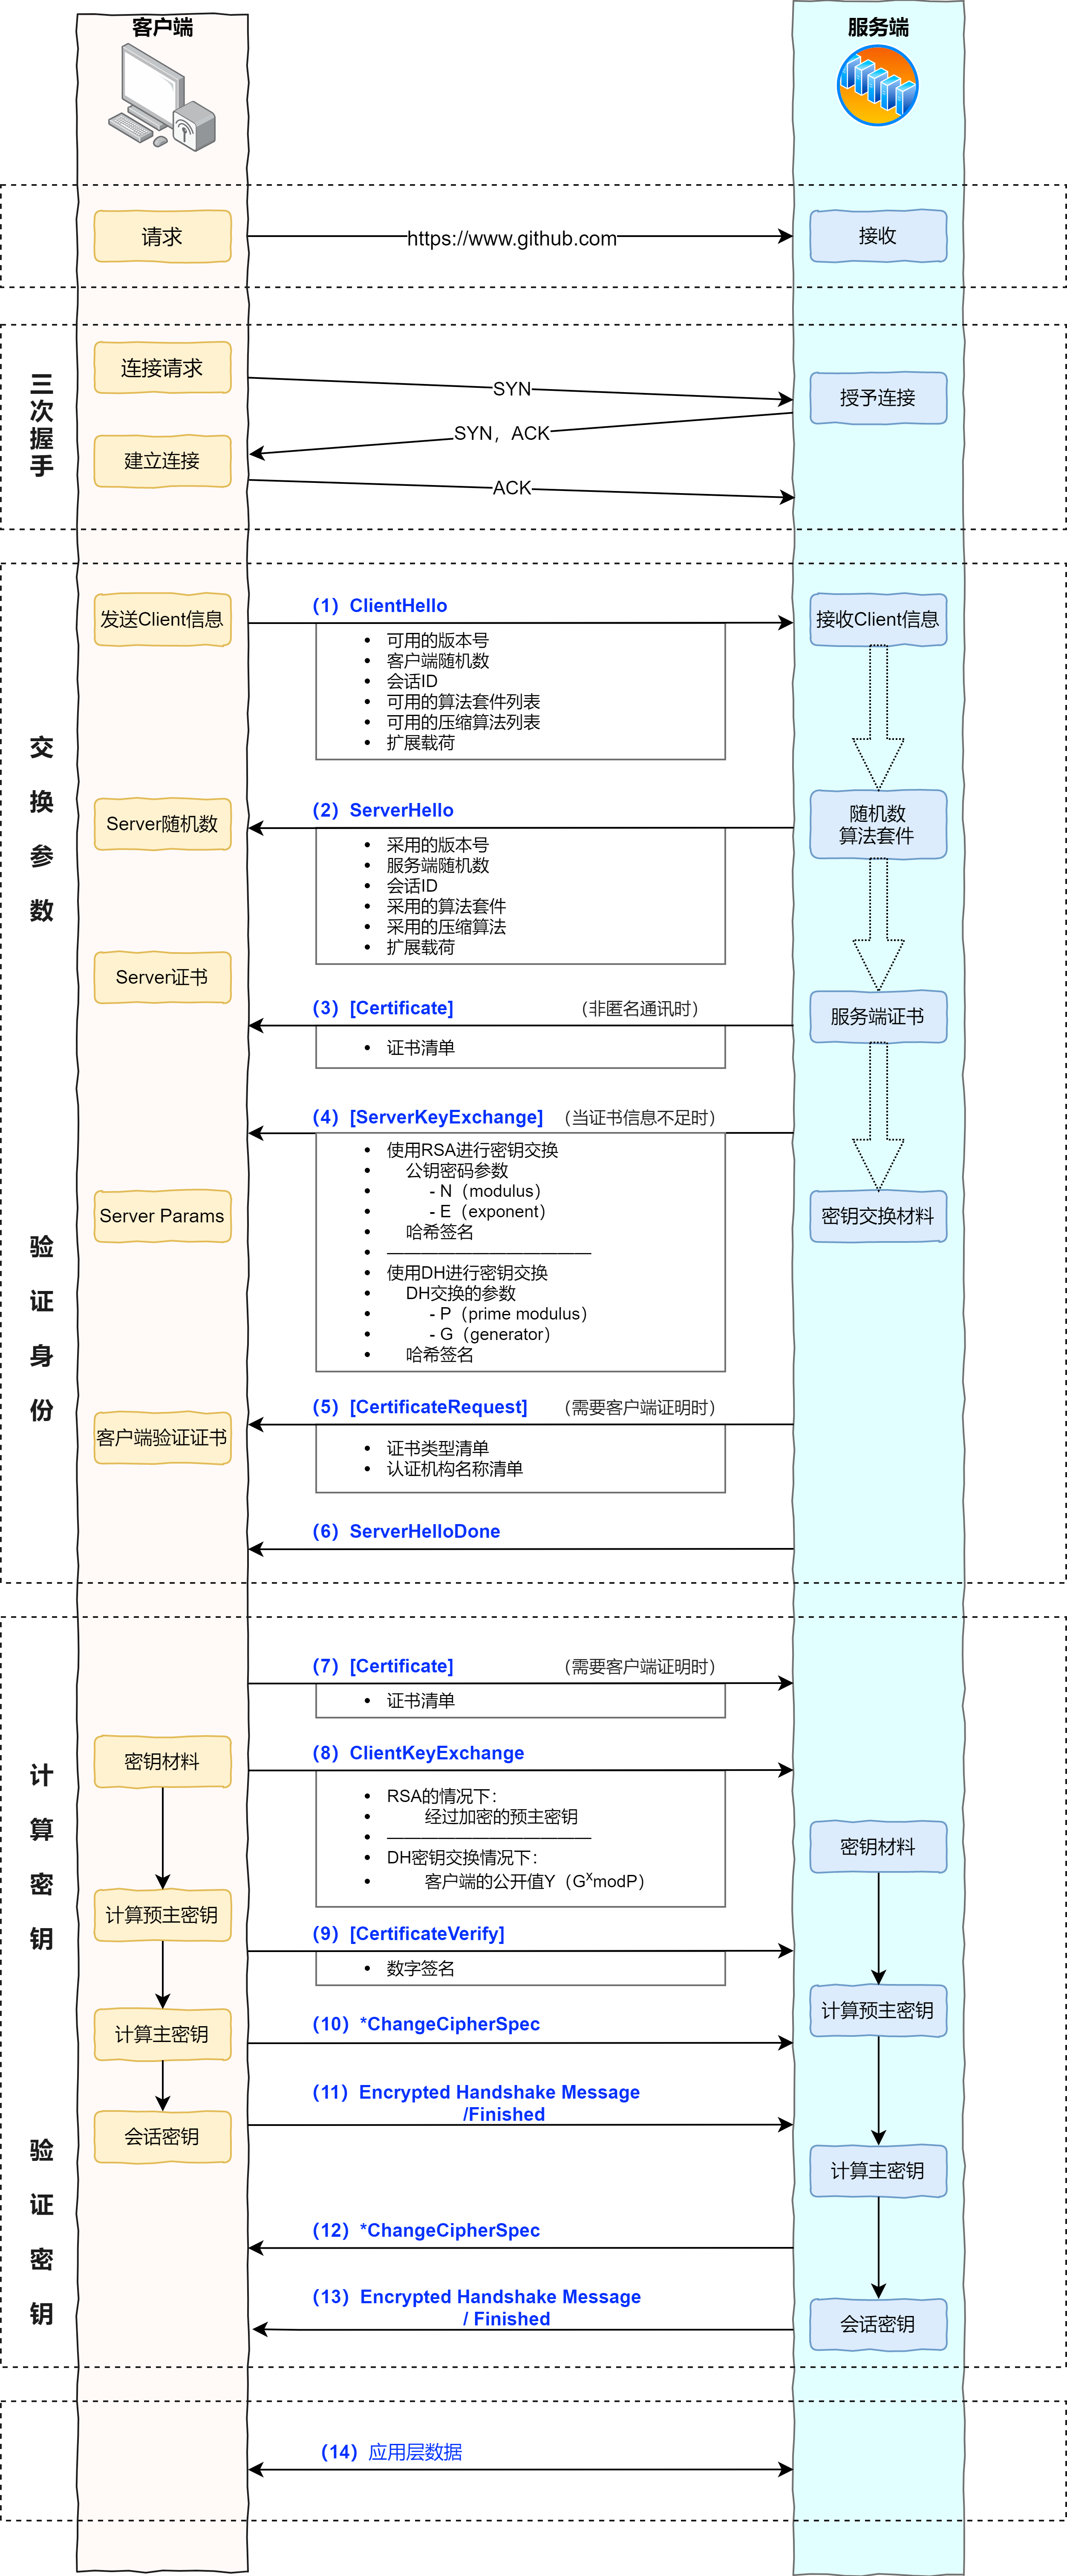 客户端
服务端
请求
https://www.github.com
接收
三次握手
连接请求
SYN
授予连接
SYN，ACK
建立连接
ACK
交换参数
验证身份
发送Client信息
（1）ClientHello
接收Client信息
• 可用的版本号
• 客户端随机数
• 会话ID
• 可用的算法套件列表
• 可用的压缩算法列表
• 扩展载荷
Server随机数
（2）ServerHello
随机数
算法套件
• 采用的版本号
• 服务端随机数
• 会话ID
• 采用的算法套件
• 采用的压缩算法
• 扩展载荷
Server证书
（3）[Certificate] （非匿名通讯时）
服务端证书
• 证书清单
（4）[ServerKeyExchange] （当证书信息不足时）
• 使用RSA进行密钥交换
• 公钥密码参数
• - N（modulus）
• - E（exponent）
• 哈希签名
• ————————————
• 使用DH进行密钥交换
• DH交换的参数
• - P（prime modulus）
• - G（generator）
• 哈希签名
Server Params
密钥交换材料
（5）[CertificateRequest] （需要客户端证明时）
客户端验证证书
• 证书类型清单
• 认证机构名称清单
（6）ServerHelloDone
计算密钥
验证密钥
（7）[Certificate] （需要客户端证明时）
• 证书清单
密钥材料
（8）ClientKeyExchange
• RSA的情况下：
• 经过加密的预主密钥
• ————————————
• DH密钥交换情况下：
• 客户端的公开值Y（GˣmodP）
密钥材料
计算预主密钥
（9）[CertificateVerify]
• 数字签名
计算预主密钥
计算主密钥
（10）*ChangeCipherSpec
（11）Encrypted Handshake Message
/Finished
会话密钥
计算主密钥
（12）*ChangeCipherSpec
（13）Encrypted Handshake Message
/ Finished
会话密钥
（14）应用层数据